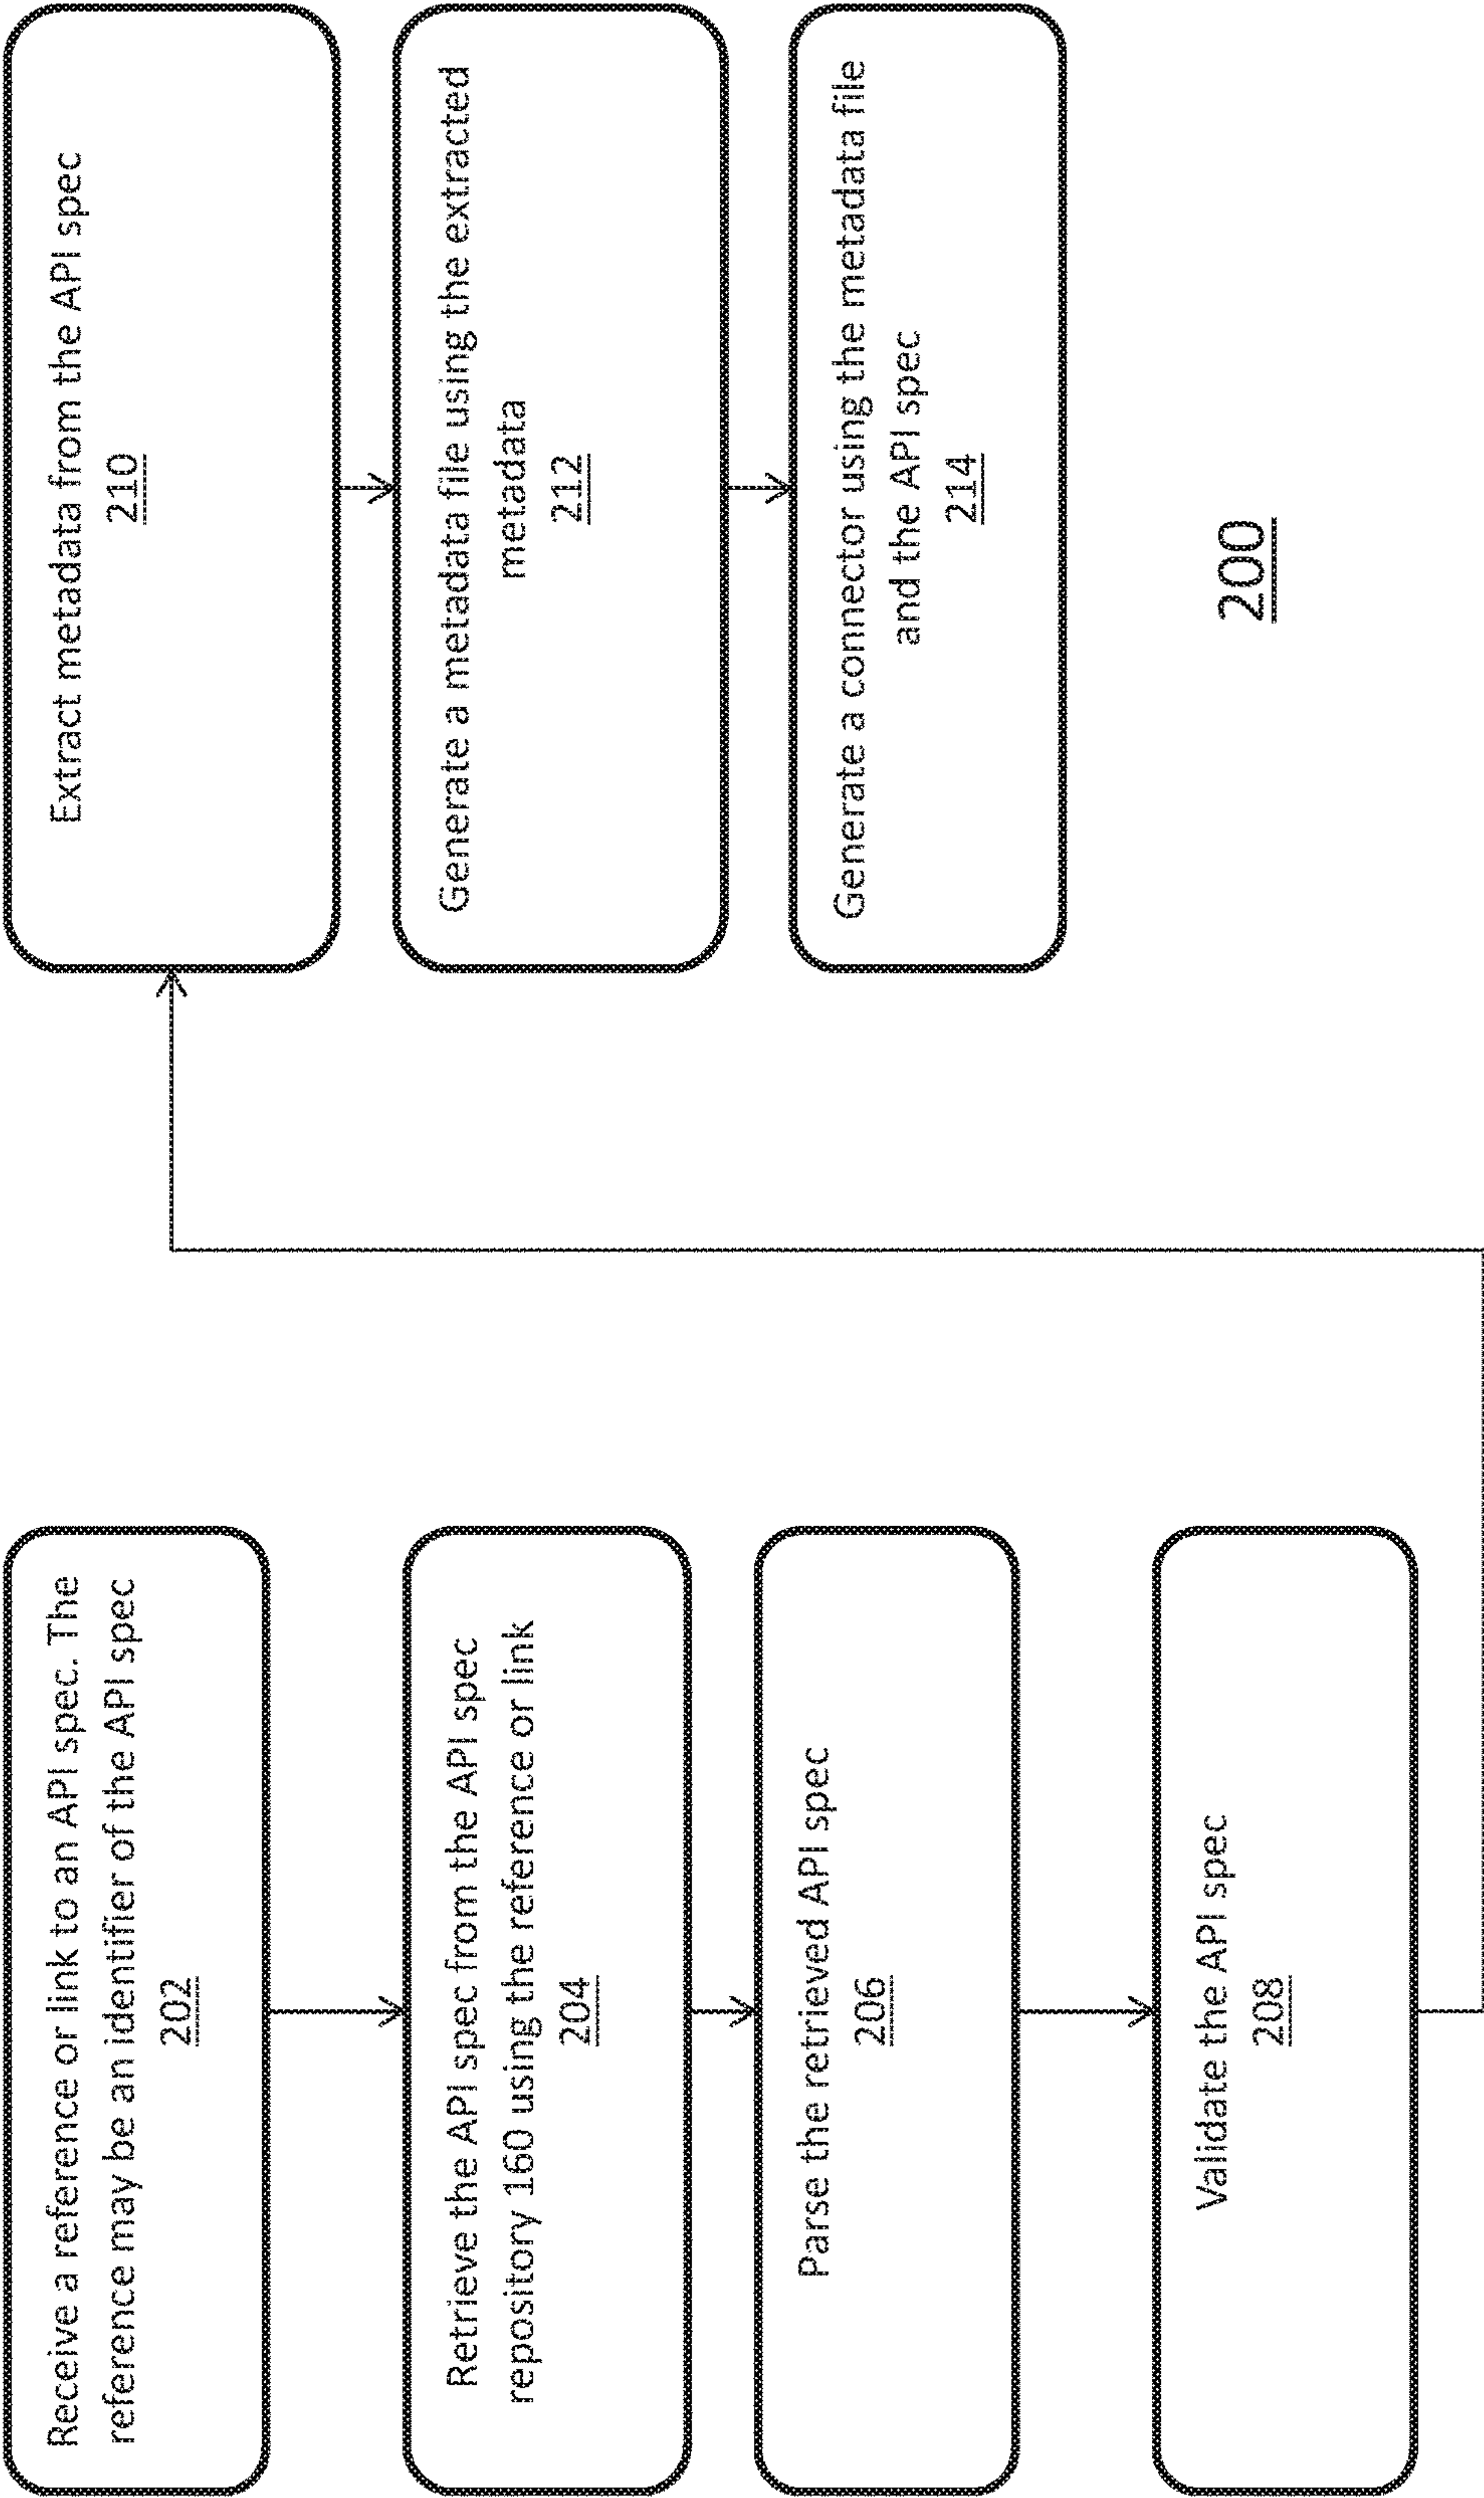 Receive a reference or link to an API spec. The
reference may be an identifier of the API spec
202
Retrieve the API spec from the API spec
repository 160 using the reference or link
204
Parse the retrieved API spec
206
Validate the API spec
208
Extract metadata from the API spec
210
Generate a metadata file using the extracted
metadata
212
Generate a connector using the metadata file
and the API spec
214
200